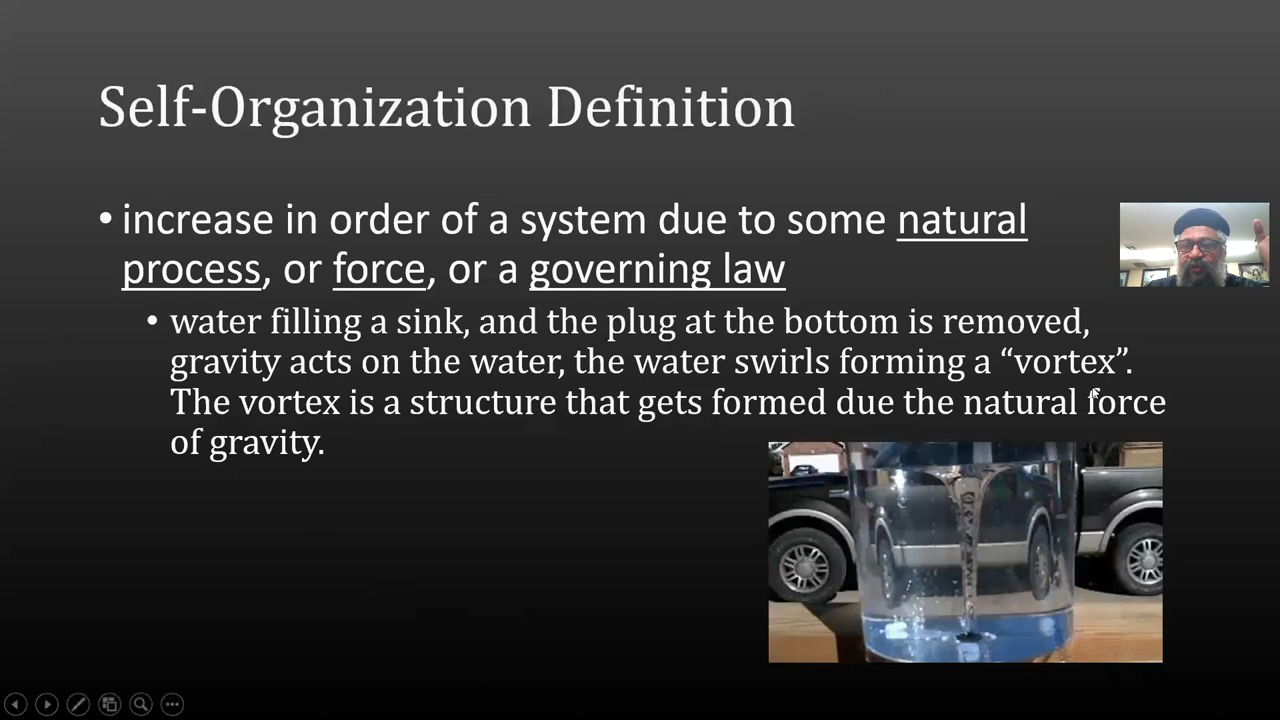 Self-Organization Definition
• increase in order of a system due to some natural
process, or force, or a governing law
• water filling a sink, and the plug at the bottom is removed,
gravity acts on the water, the water swirls forming a “vortex”.
The vortex is a structure that gets formed due the natural force
of gravity.